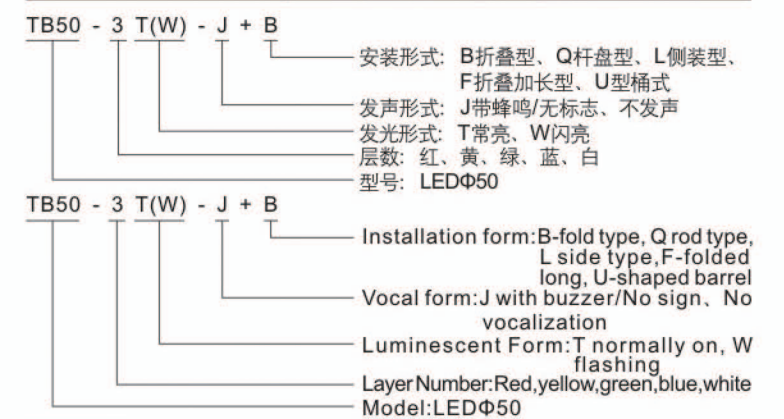 TB50 - 3 T(W) - J + B
安装形式: B折叠型、Q杆盘型、L侧装型、
F折叠加长型、U型桶式
发声形式: J带蜂鸣/无标志、不发声
发光形式: T常亮、W闪亮
层数: 红、黄、绿、蓝、白
型号: LEDΦ50
TB50 - 3 T(W) - J + B
Installation form:B-fold type, Q rod type,
L side type,F-folded
long, U-shaped barrel
Vocal form:J with buzzer/No sign、No
vocalization
Luminescent Form:T normally on, W
flashing
Layer Number:Red,yellow,green,blue,white
Model:LEDΦ50